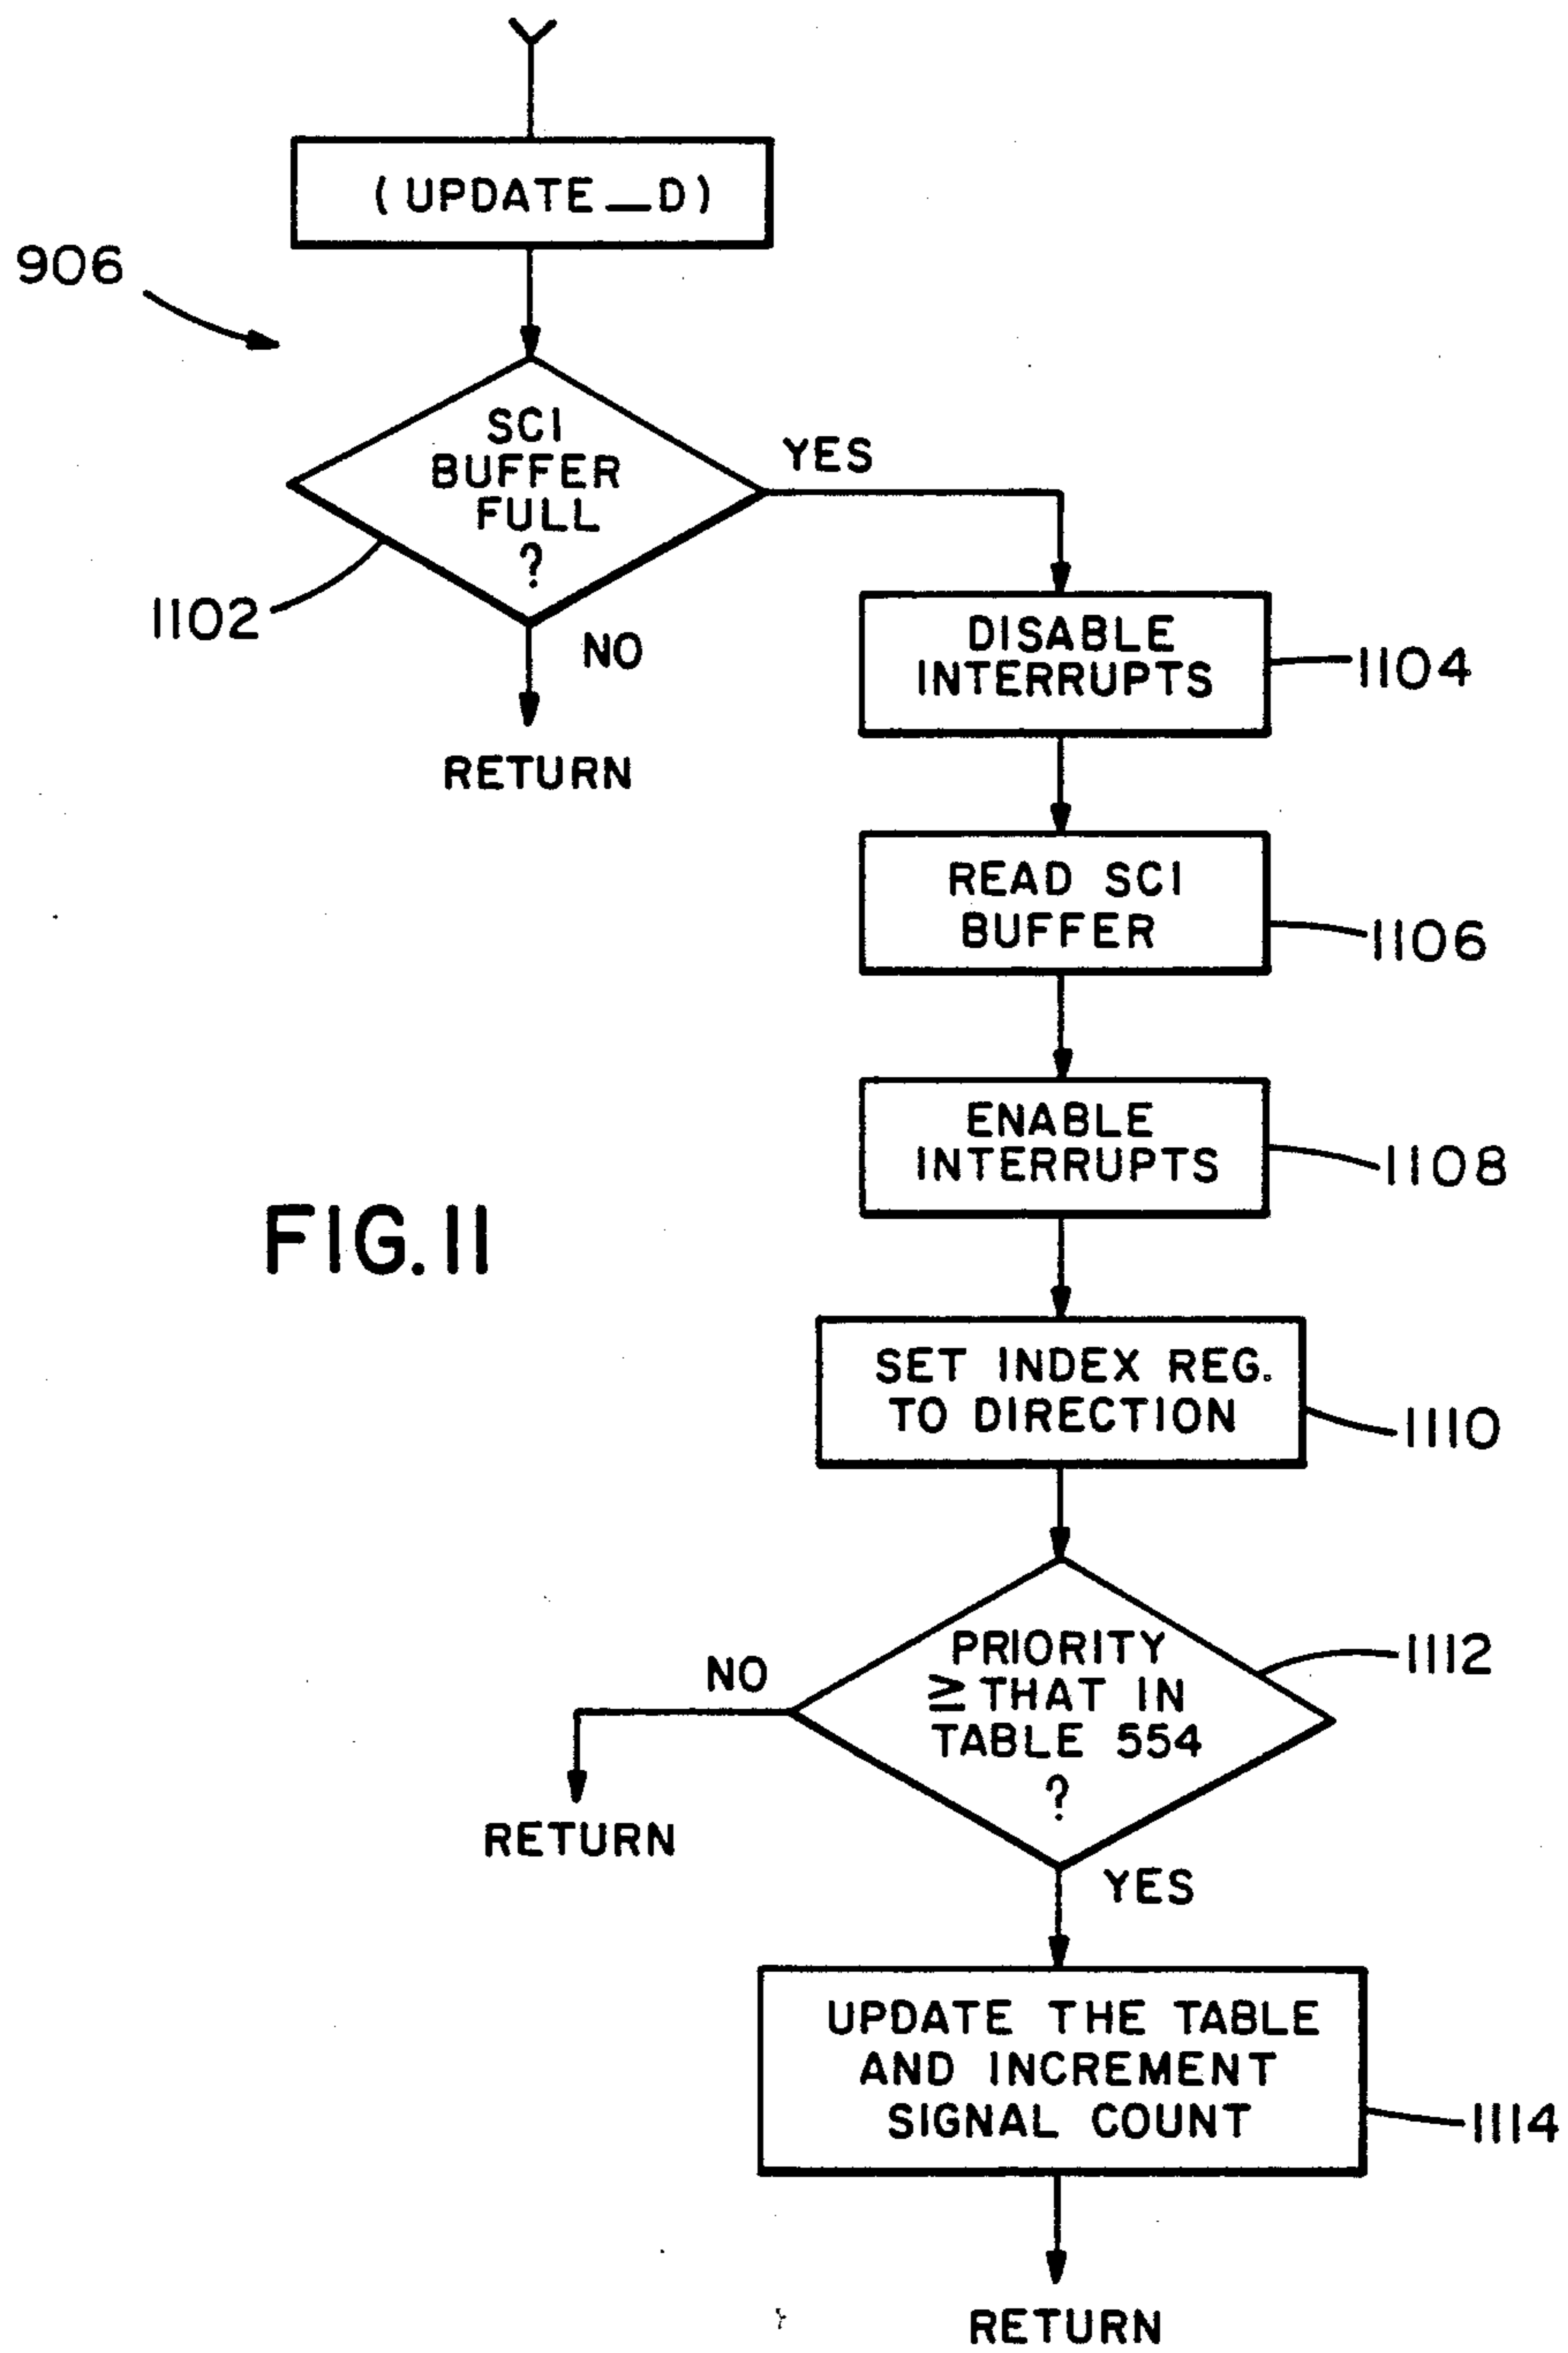 (UPDATE_D)
906
SCI
BUFFER
FULL
?
YES
1102
NO
RETURN
DISABLE
INTERRUPTS
1104
READ SCI
BUFFER
1106
ENABLE
INTERRUPTS
1108
FIG. 11
SET INDEX REG.
TO DIRECTION
1110
PRIORITY
≥ THAT IN
TABLE 554
?
1112
NO
RETURN
YES
UPDATE THE TABLE
AND INCREMENT
SIGNAL COUNT
1114
RETURN